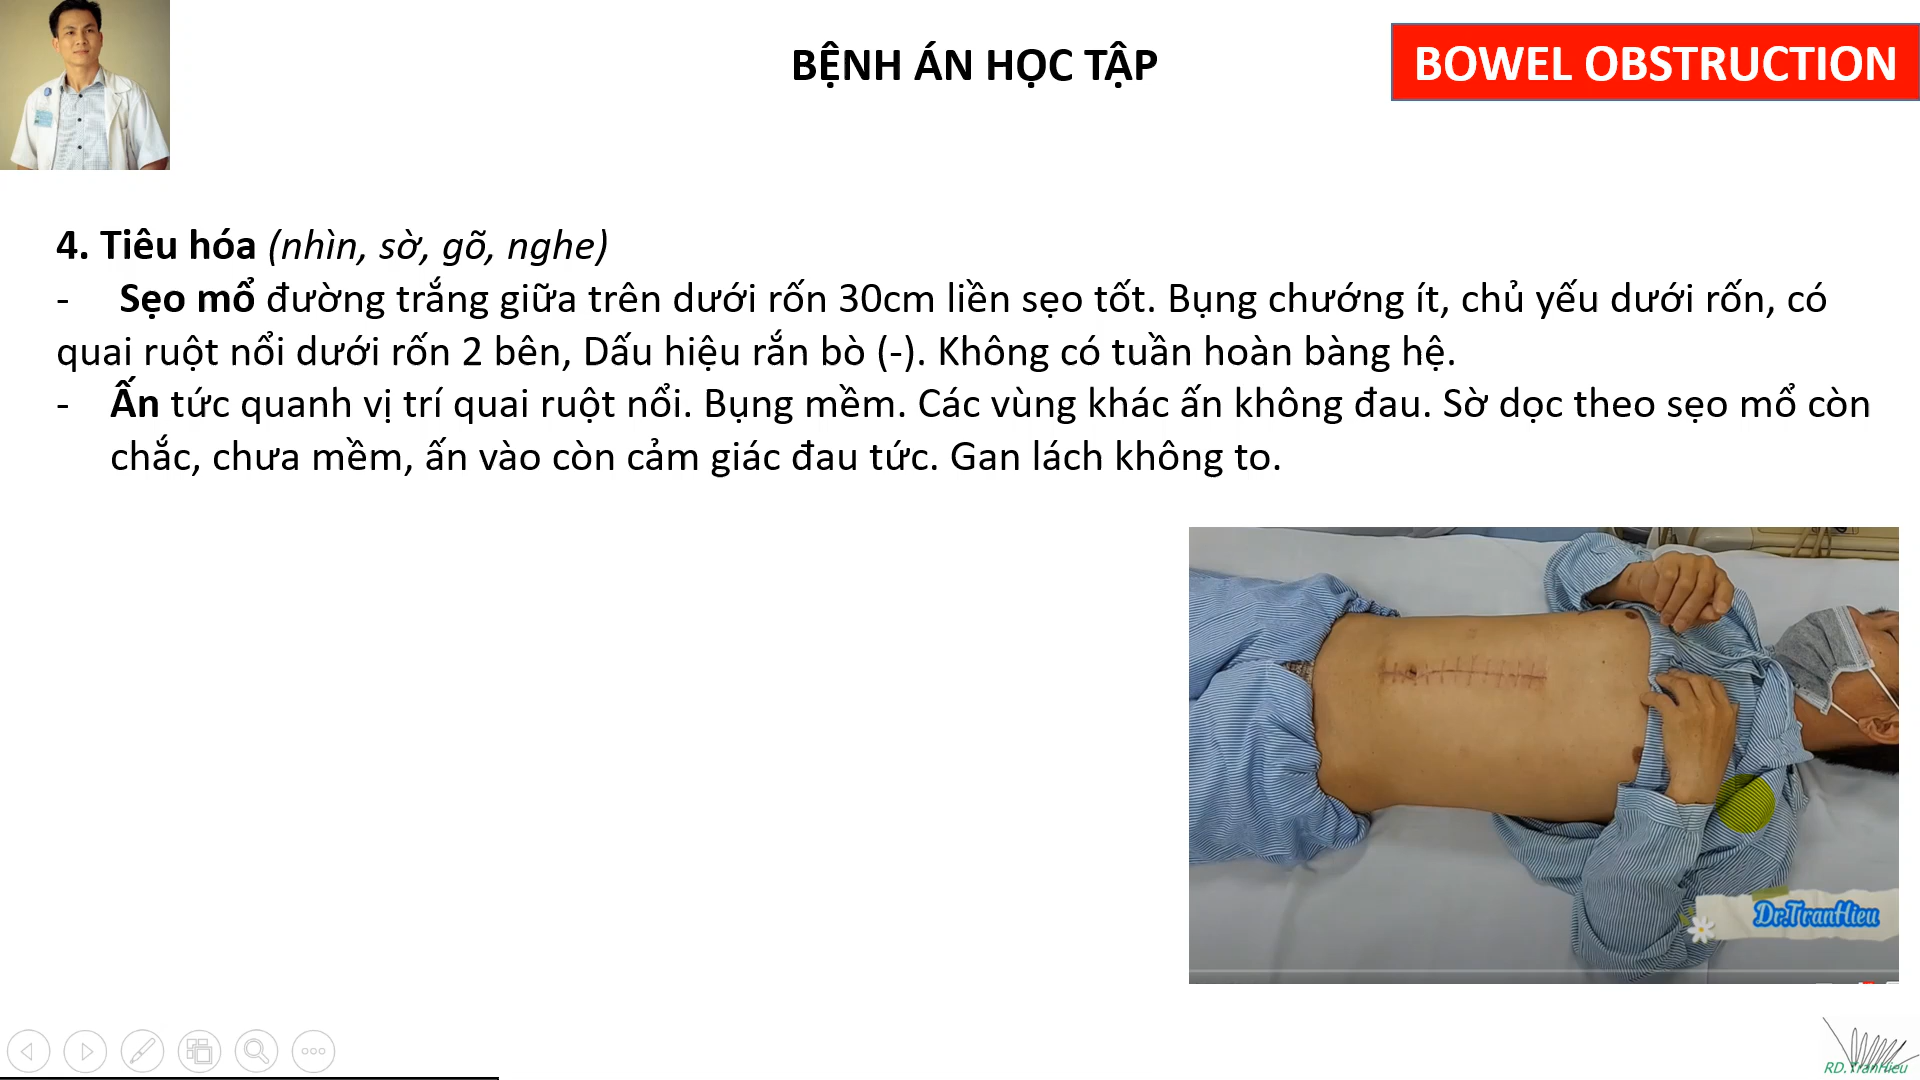 BỆNH ÁN HỌC TẬP
BOWEL OBSTRUCTION
4. Tiêu hóa (nhìn, sờ, gõ, nghe)
- Sẹo mổ đường trắng giữa trên dưới rốn 30cm liền sẹo tốt. Bụng chướng ít, chủ yếu dưới rốn, có
quai ruột nổi dưới rốn 2 bên, Dấu hiệu rắn bò (-). Không có tuần hoàn bàng hệ.
- Ấn tức quanh vị trí quai ruột nổi. Bụng mềm. Các vùng khác ấn không đau. Sờ dọc theo sẹo mổ còn
chắc, chưa mềm, ấn vào còn cảm giác đau tức. Gan lách không to.
Dr.TranHieu
RD.TranHieu